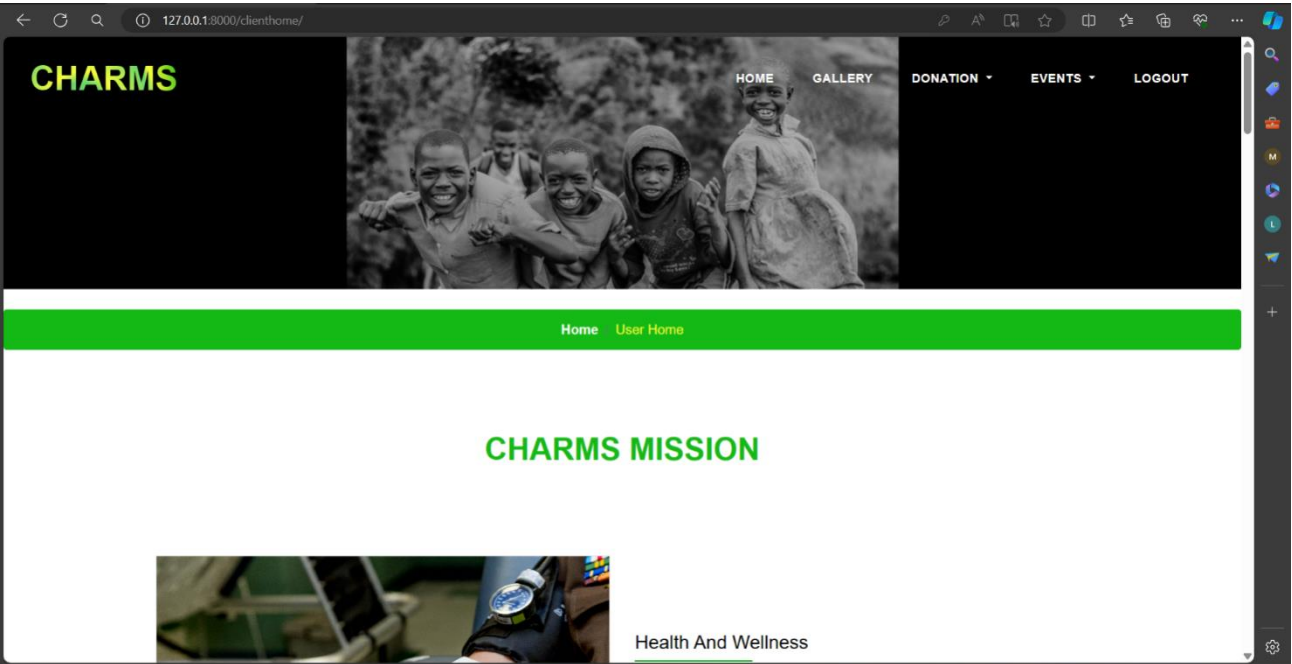 127.0.0.1:8000/clienthome/
CHARMS
HOME GALLERY DONATION EVENTS LOGOUT
M
L
Home User Home
CHARMS MISSION
Health And Wellness